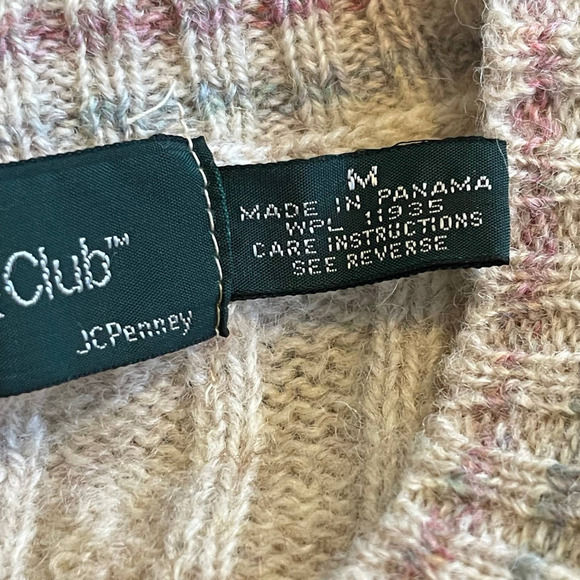 Club™
JCPenney
M
MADE IN PANAMA
WPL 11935
CARE INSTRUCTIONS
SEE REVERSE